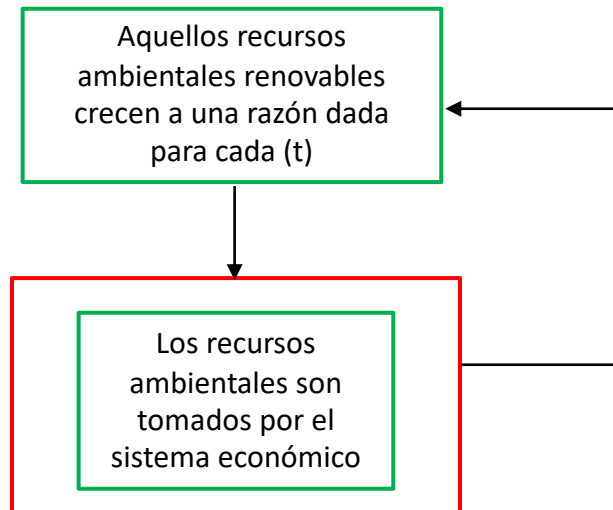 Aquellos recursos
ambientales renovables
crecen a una razón dada
para cada (t)
Los recursos
ambientales son
tomados por el
sistema económico